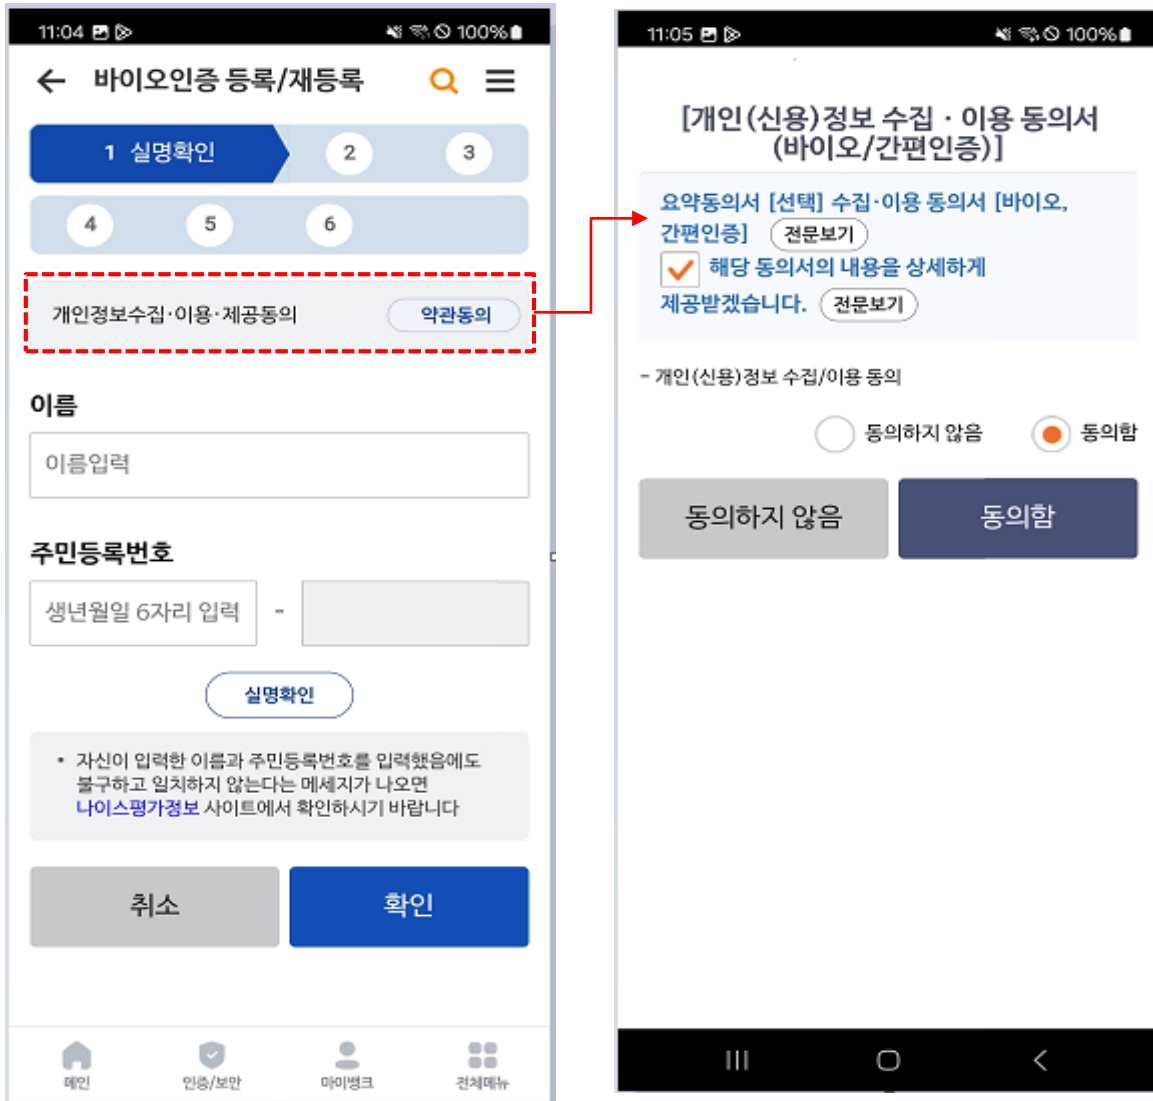 11:04
100%
바이오인증 등록/재등록
1 실명확인
2
3
4
5
6
개인정보수집·이용·제공동의
약관동의
이름
이름입력
주민등록번호
생년월일 6자리 입력
-
실명확인
• 자신이 입력한 이름과 주민등록번호를 입력했음에도
불구하고 일치하지 않는다는 메세지가 나오면
나이스평가정보 사이트에서 확인하시기 바랍니다
취소
확인
메인
인증/보안
마이뱅크
전체메뉴
11:05
100%
[개인(신용)정보 수집 · 이용 동의서
(바이오/간편인증)]
요약동의서 [선택] 수집·이용 동의서 [바이오,
간편인증] 전문보기
해당 동의서의 내용을 상세하게
제공받겠습니다. 전문보기
- 개인(신용)정보 수집/이용 동의
동의하지 않음
동의함
동의하지 않음
동의함